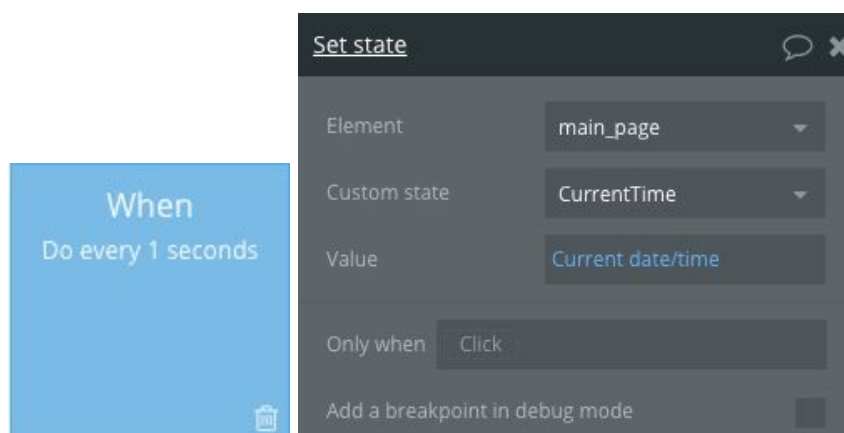 When
Do every 1 seconds
Set state
Element
main_page
Custom state
CurrentTime
Value
Current date/time
Only when
Click
Add a breakpoint in debug mode